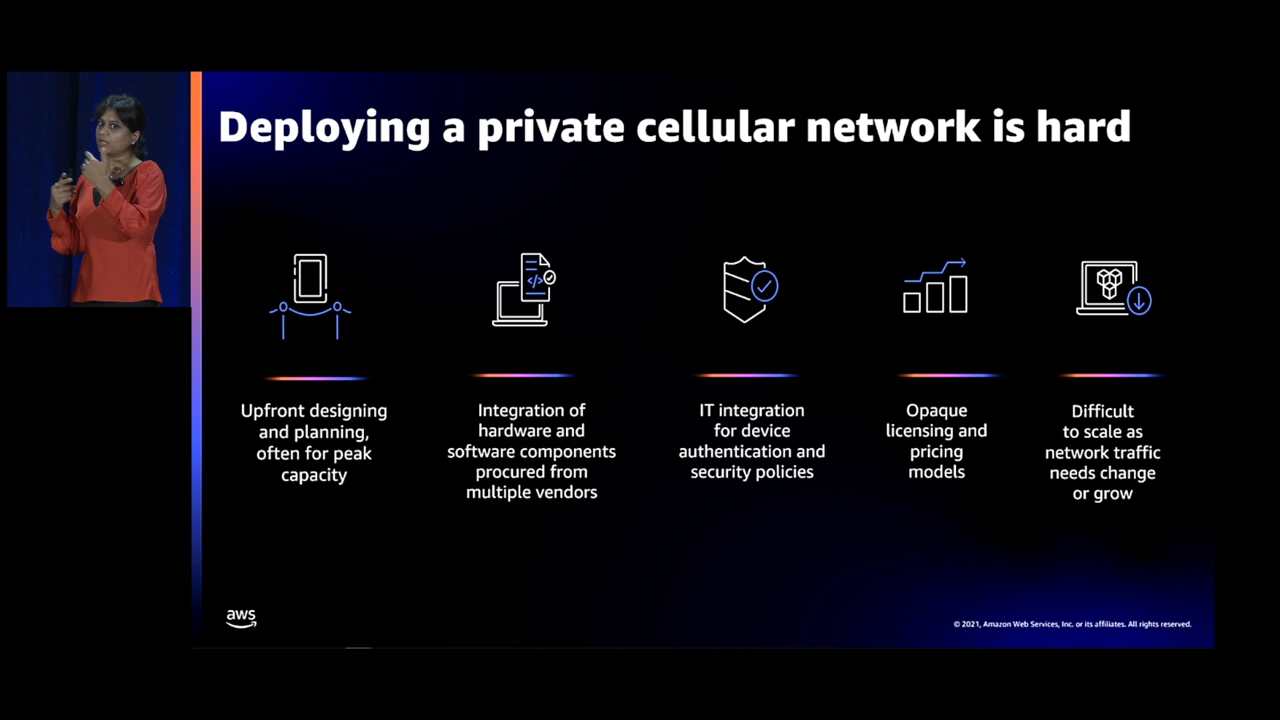 Deploying a private cellular network is hard
Upfront designing
and planning,
often for peak
capacity
Integration of
hardware and
software components
procured from
multiple vendors
IT integration
for device
authentication and
security policies
Opaque
licensing and
pricing
models
Difficult
to scale as
network traffic
needs change
or grow
aws
© 2021, Amazon Web Services, Inc. or its affiliates. All rights reserved.